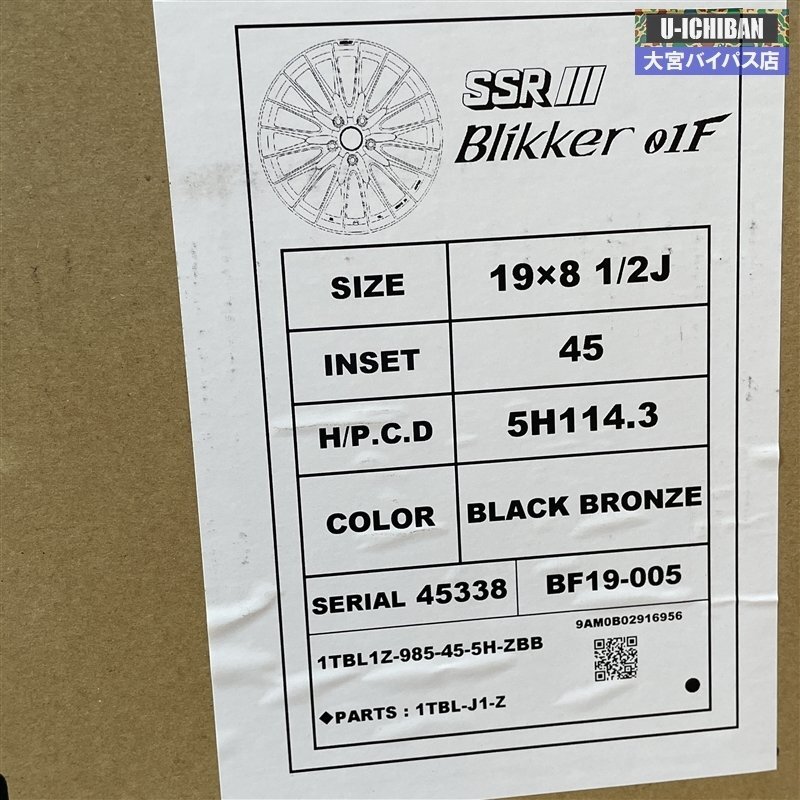 U-ICHIBAN
大宮バイパス店
SSR
Blikker 01F
SIZE 19×8 1/2J
INSET 45
H/P.C.D 5H114.3
COLOR BLACK BRONZE
SERIAL 45338 BF19-005
9AM0B02916956
1TBL1Z-985-45-5H-ZBB
◆PARTS : 1TBL-J1-Z